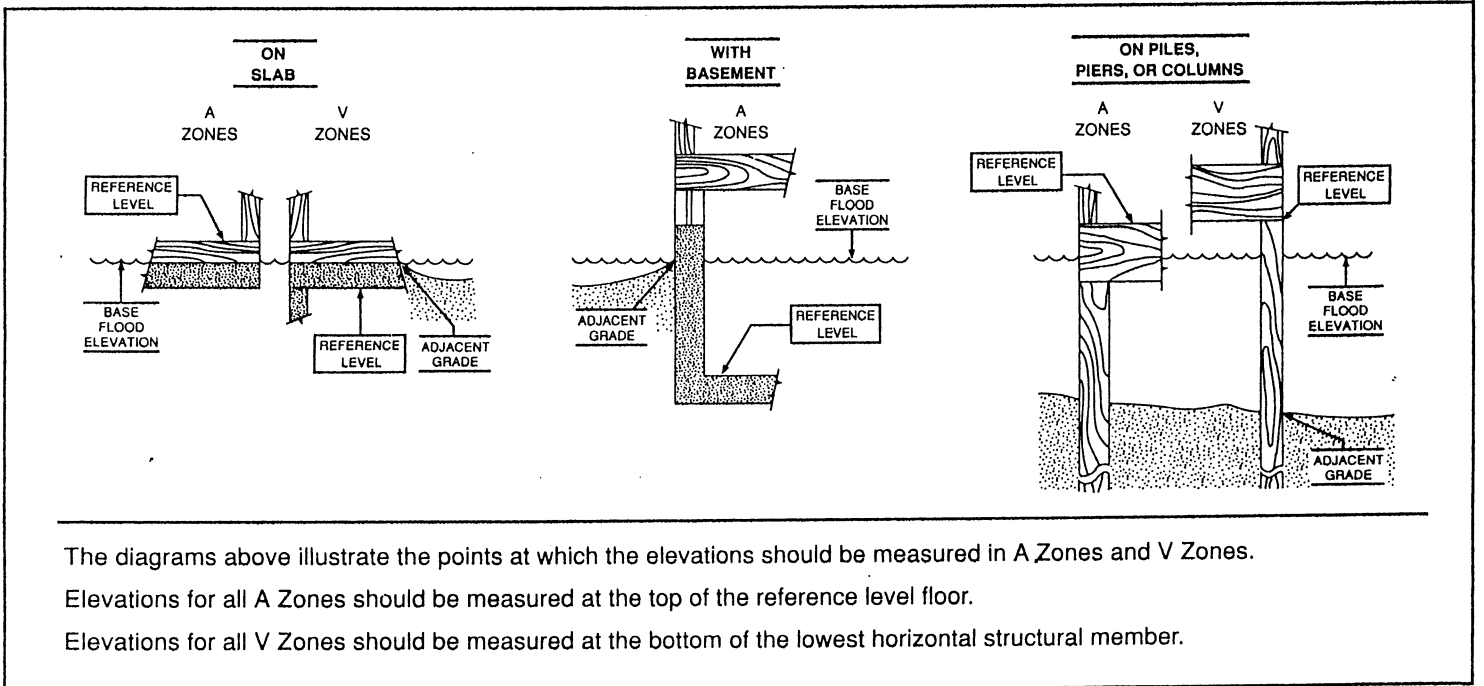 ON
SLAB
A
ZONES
V
ZONES
REFERENCE
LEVEL
BASE
FLOOD
ELEVATION
REFERENCE
LEVEL
ADJACENT
GRADE
WITH
BASEMENT
A
ZONES
BASE
FLOOD
ELEVATION
ADJACENT
GRADE
REFERENCE
LEVEL
ON PILES,
PIERS, OR COLUMNS
A
ZONES
V
ZONES
REFERENCE
LEVEL
REFERENCE
LEVEL
BASE
FLOOD
ELEVATION
ADJACENT
GRADE
The diagrams above illustrate the points at which the elevations should be measured in A Zones and V Zones.
Elevations for all A Zones should be measured at the top of the reference level floor.
Elevations for all V Zones should be measured at the bottom of the lowest horizontal structural member.